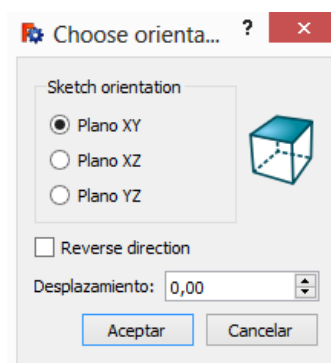 Choose orienta... ?
Sketch orientation
Plano XY
Plano XZ
Plano YZ
Reverse direction
Desplazamiento: 0,00
Aceptar Cancelar